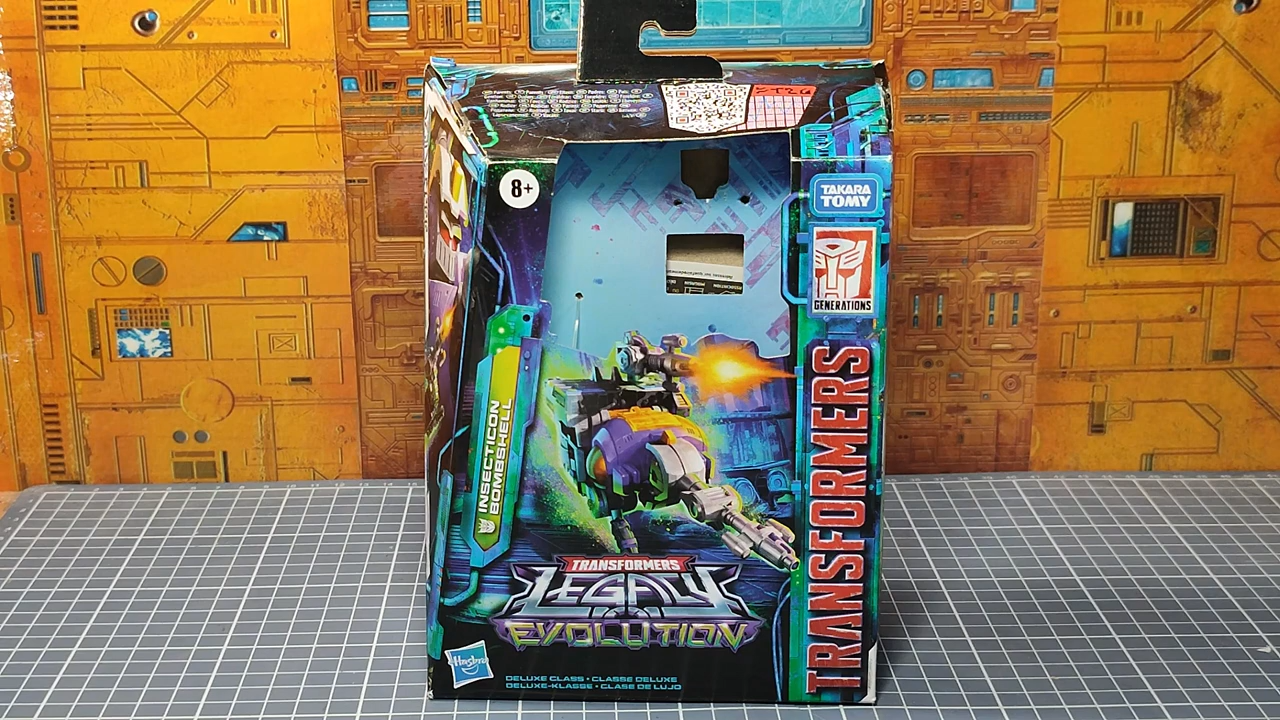 8+
TAKARA
TOMY
GENERATIONS
TRANSFORMERS
INSECTICON
BOMBSHELL
TRANSFORMERS
LEGACY
EVOLUTION
Hasbro
DELUXE CLASS • CLASSE DELUXE
DELUXE-KLASSE • CLASE DE LUJO